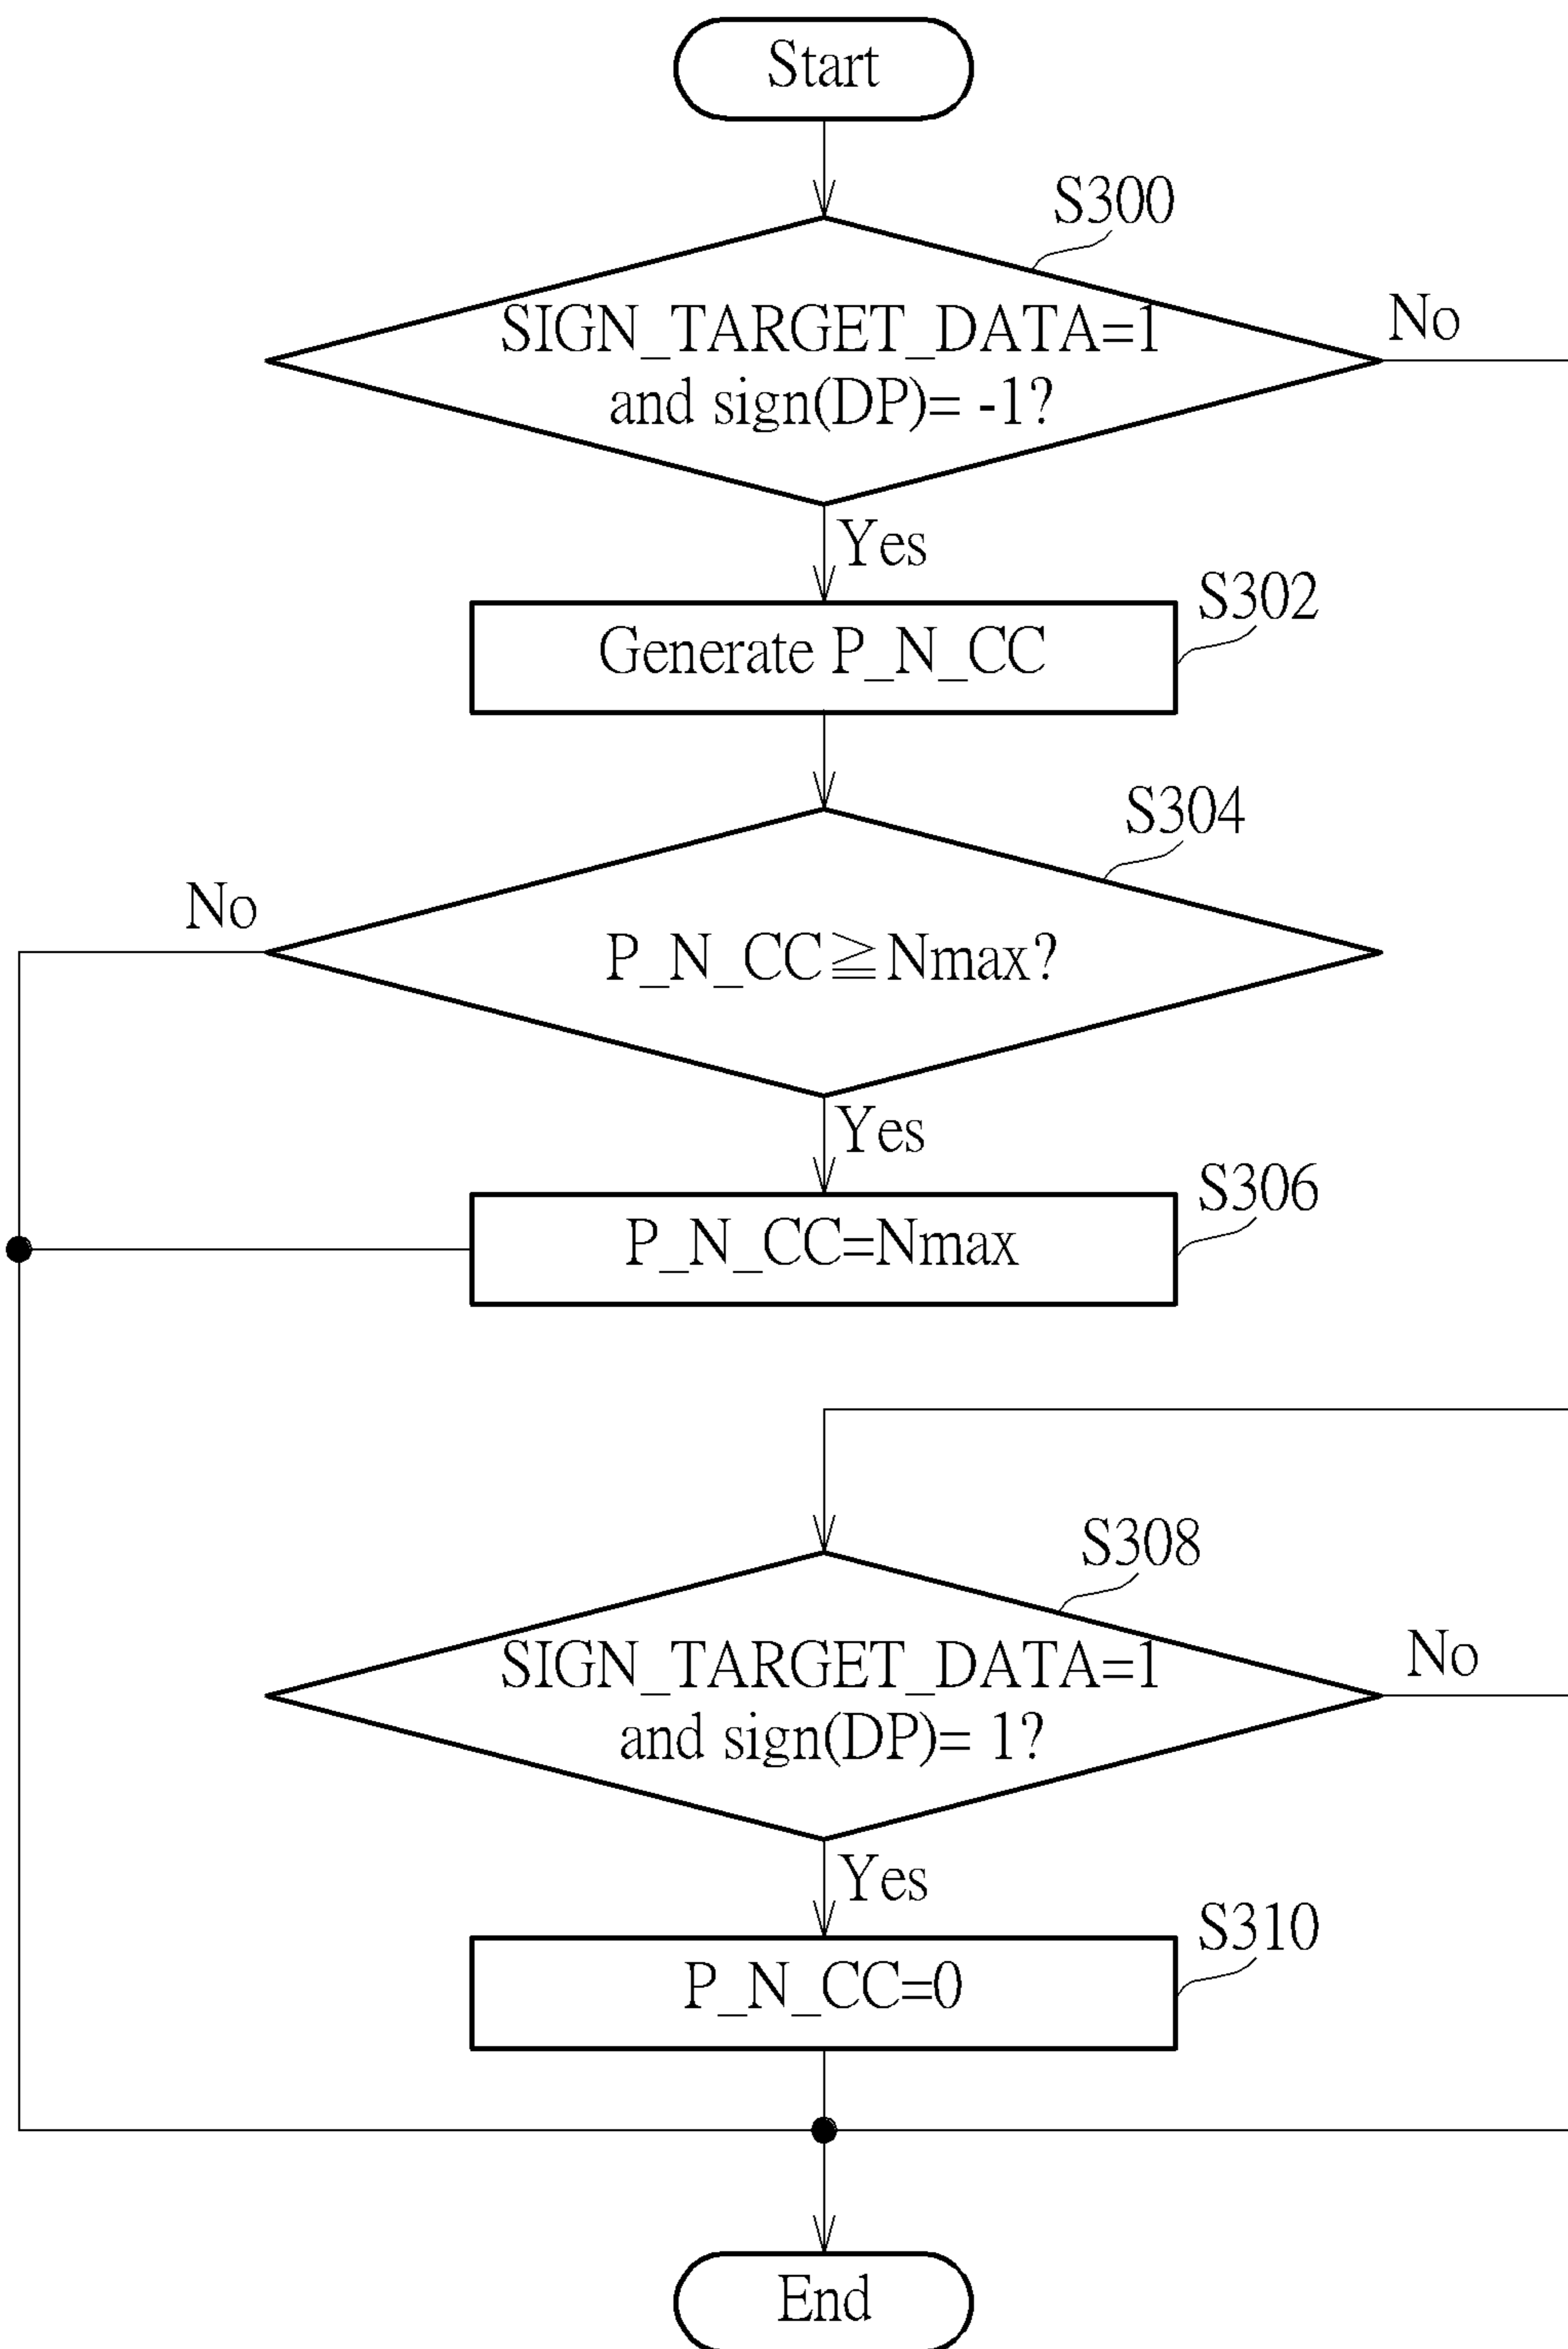 Start
S300
SIGN_TARGET_DATA=1
and sign(DP)= -1?
No
Yes
S302
Generate P_N_CC
S304
No
P_N_CC≧Nmax?
Yes
S306
P_N_CC=Nmax
S308
SIGN_TARGET_DATA=1
and sign(DP)= 1?
No
Yes
S310
P_N_CC=0
End